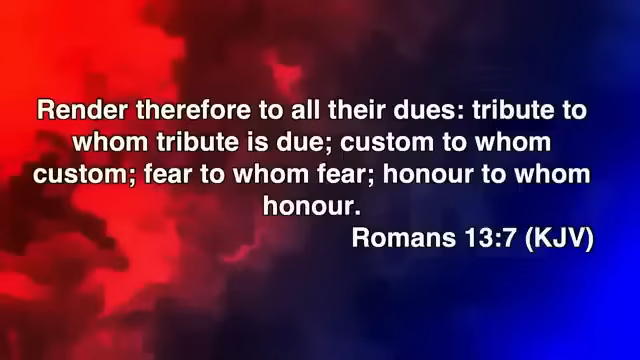 Render therefore to all their dues: tribute to
whom tribute is due; custom to whom
custom; fear to whom fear; honour to whom
honour.
Romans 13:7 (KJV)